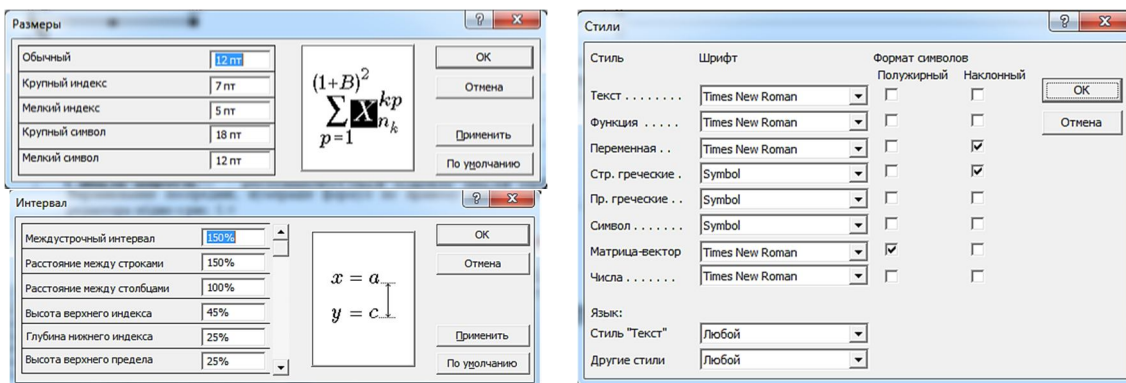 Размеры
Обычный 12 пт
Крупный индекс 7 пт
Мелкий индекс 5 пт
Крупный символ 18 пт
Мелкий символ 12 пт
(1+B)²
∑ X kp n k
p=1
OK
Отмена
Применить
По умолчанию
Интервал
Междустрочный интервал 150%
Расстояние между строками 150%
Расстояние между столбцами 100%
Высота верхнего индекса 45%
Глубина нижнего индекса 25%
Высота верхнего предела 25%
x = a
y = c
OK
Отмена
Применить
По умолчанию
Стили
Стиль Шрифт Формат символов
Полужирный Наклонный
Текст . . . . . . . . Times New Roman
Функция . . . . . Times New Roman
Переменная . . Times New Roman
Стр. греческие . Symbol
Пр. греческие . . Symbol
Символ . . . . . . . Symbol
Матрица-вектор Times New Roman
Числа . . . . . . . Times New Roman
OK
Отмена
Язык:
Стиль "Текст" Любой
Другие стили Любой